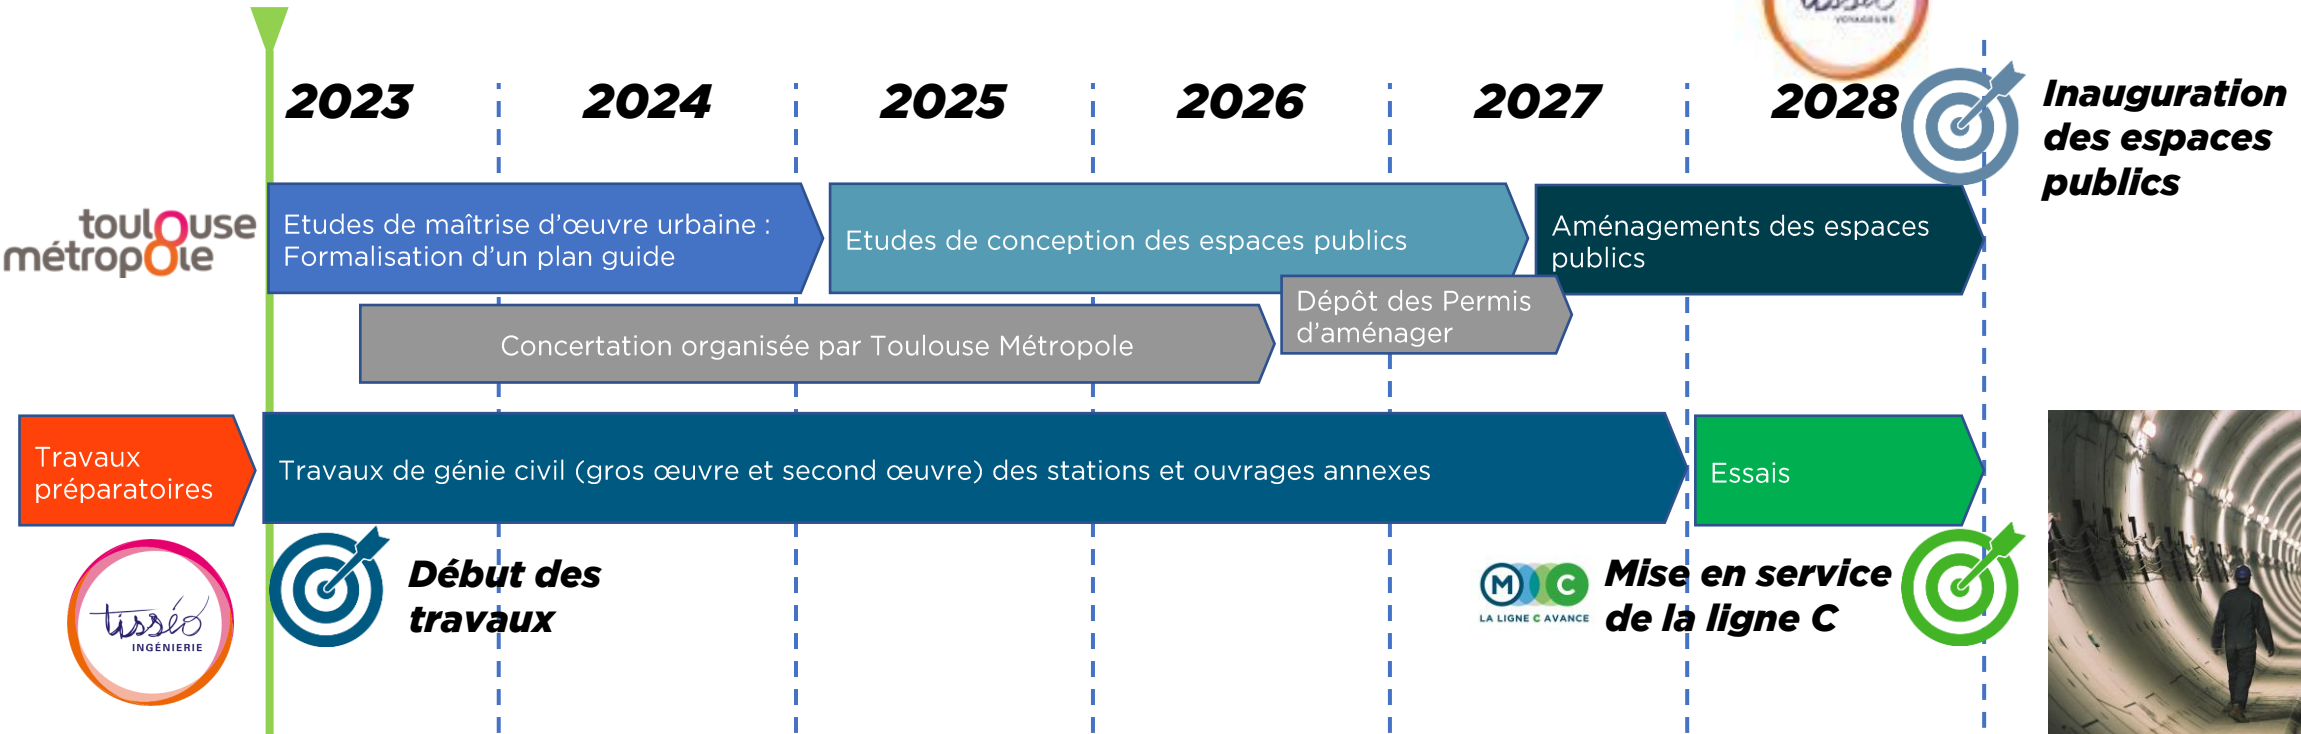 tisséo
VOYAGEURS
2023
2024
2025
2026
2027
2028
Inauguration
des espaces
publics
toulouse
métropole
Etudes de maîtrise d’œuvre urbaine :
Formalisation d’un plan guide
Etudes de conception des espaces publics
Aménagements des espaces
publics
Dépôt des Permis
d’aménager
Concertation organisée par Toulouse Métropole
Travaux
préparatoires
Travaux de génie civil (gros œuvre et second œuvre) des stations et ouvrages annexes
Essais
tisséo
INGÉNIERIE
Début des
travaux
M C
LA LIGNE C AVANCE
Mise en service
de la ligne C